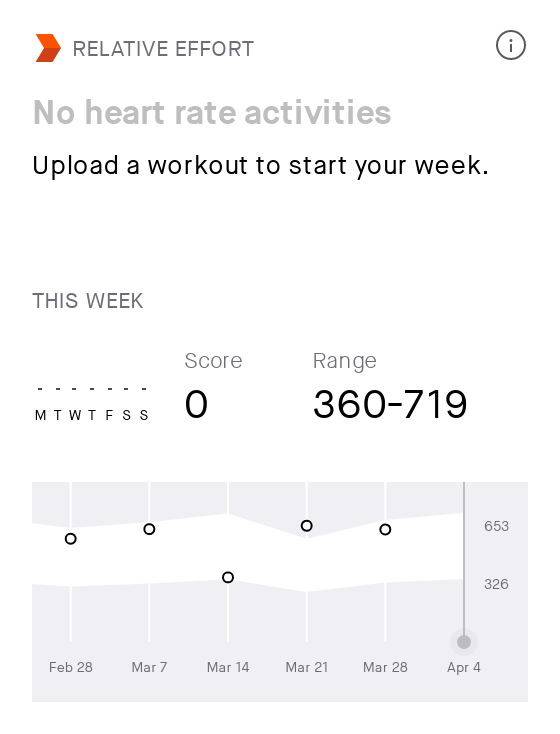 RELATIVE EFFORT
No heart rate activities
Upload a workout to start your week.
THIS WEEK
Score Range
- - - - - - -
M T W T F S S 0 360-719
653
326
Feb 28 Mar 7 Mar 14 Mar 21 Mar 28 Apr 4